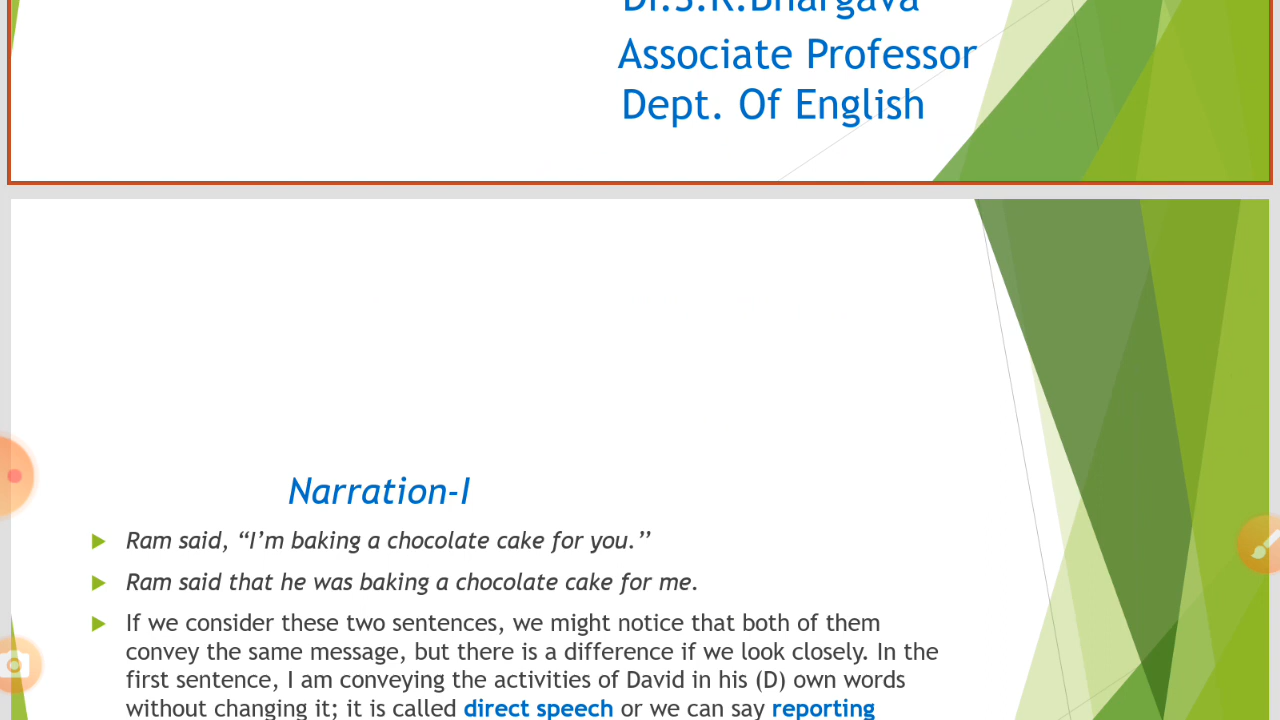 Dr.S.R.Bhargava
Associate Professor
Dept. Of English
Narration-I
Ram said, “I’m baking a chocolate cake for you.’’
Ram said that he was baking a chocolate cake for me.
If we consider these two sentences, we might notice that both of them
convey the same message, but there is a difference if we look closely. In the
first sentence, I am conveying the activities of David in his (D) own words
without changing it; it is called direct speech or we can say reporting